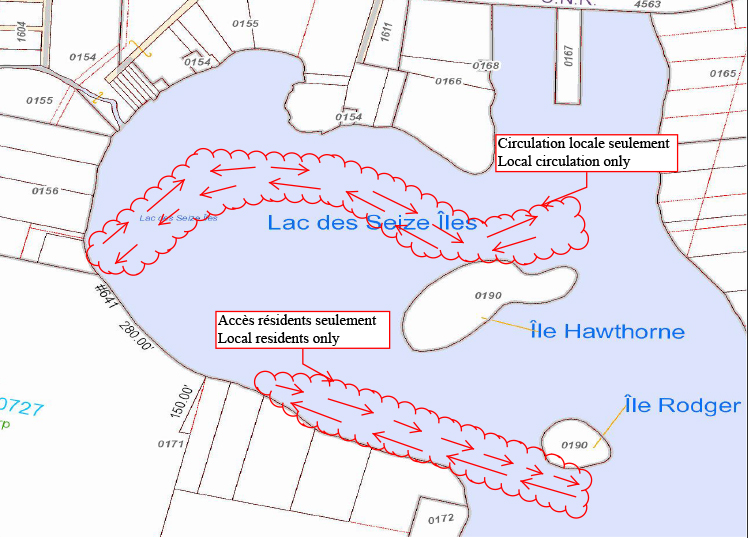 S.N.R.
4563
1604
0155
1611
0154
0154
0168
0167
0165
0166
0155
0154
Circulation locale seulement
Local circulation only
0156
Lac des Seize Îles
Lac des Seize Îles
#641
280.00'
0190
Île Hawthorne
Accès résidents seulement
Local residents only
0727
rp
150.00'
Île Rodger
0171
0190
0172